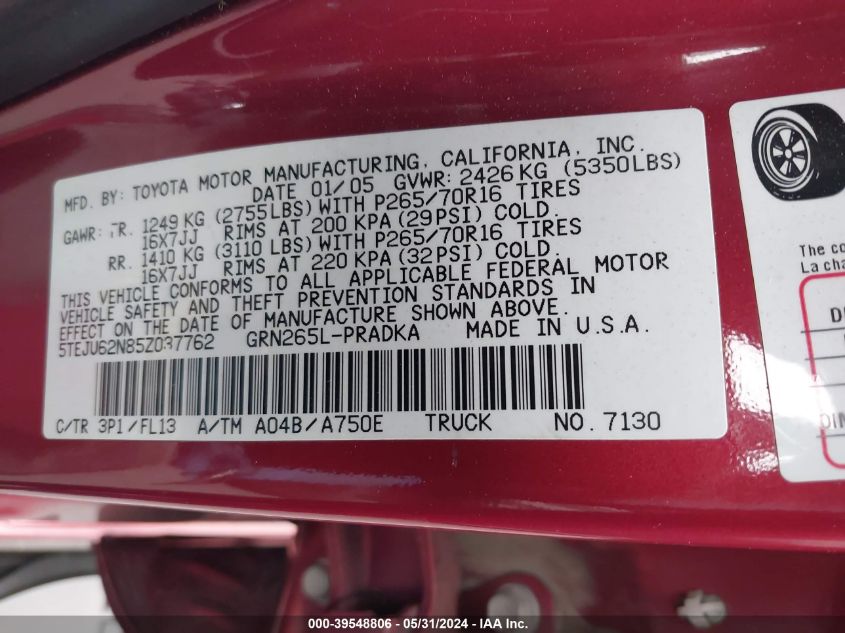 MFD. BY: TOYOTA MOTOR MANUFACTURING, CALIFORNIA, INC.
DATE 01/05 GVWR: 2426 KG (5350LBS)
GAWR: FR. 1249 KG (2755LBS) WITH P265/70R16 TIRES
16X7JJ RIMS AT 200 KPA (29PSI) COLD.
RR. 1410 KG (3110 LBS) WITH P265/70R16 TIRES
16X7JJ RIMS AT 220 KPA (32PSI) COLD.
THIS VEHICLE CONFORMS TO ALL APPLICABLE FEDERAL MOTOR
VEHICLE SAFETY AND THEFT PREVENTION STANDARDS IN
EFFECT ON THE DATE OF MANUFACTURE SHOWN ABOVE.
5TEJU62N85Z037762 GRN265L-PRADKA MADE IN U.S.A.
C/TR 3P1/FL13 A/TM A04B/A750E TRUCK NO. 7130
The co
La cha
000-39548806 - 05/31/2024 - IAA Inc.